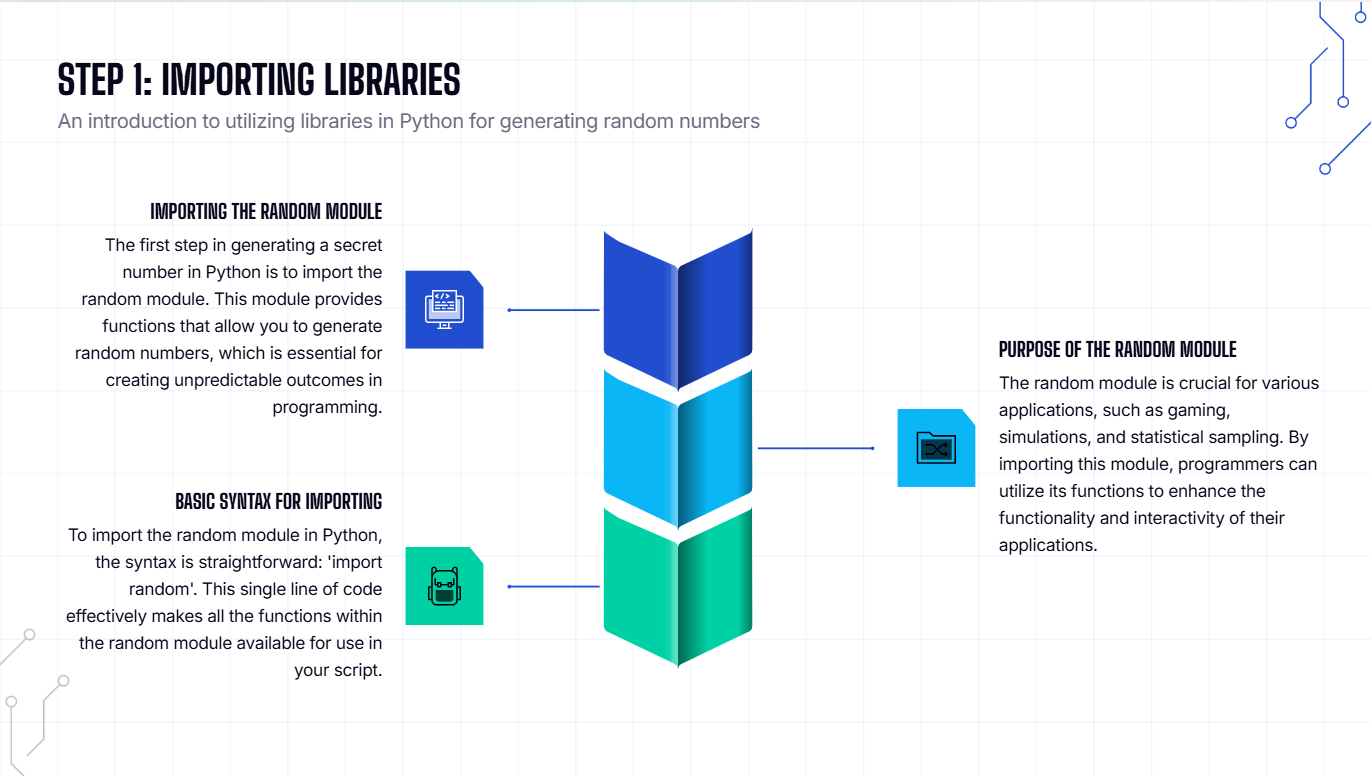 STEP 1: IMPORTING LIBRARIES
An introduction to utilizing libraries in Python for generating random numbers
IMPORTING THE RANDOM MODULE
The first step in generating a secret
number in Python is to import the
random module. This module provides
functions that allow you to generate
random numbers, which is essential for
creating unpredictable outcomes in
programming.
PURPOSE OF THE RANDOM MODULE
The random module is crucial for various
applications, such as gaming,
simulations, and statistical sampling. By
importing this module, programmers can
utilize its functions to enhance the
functionality and interactivity of their
applications.
BASIC SYNTAX FOR IMPORTING
To import the random module in Python,
the syntax is straightforward: 'import
random'. This single line of code
effectively makes all the functions within
the random module available for use in
your script.